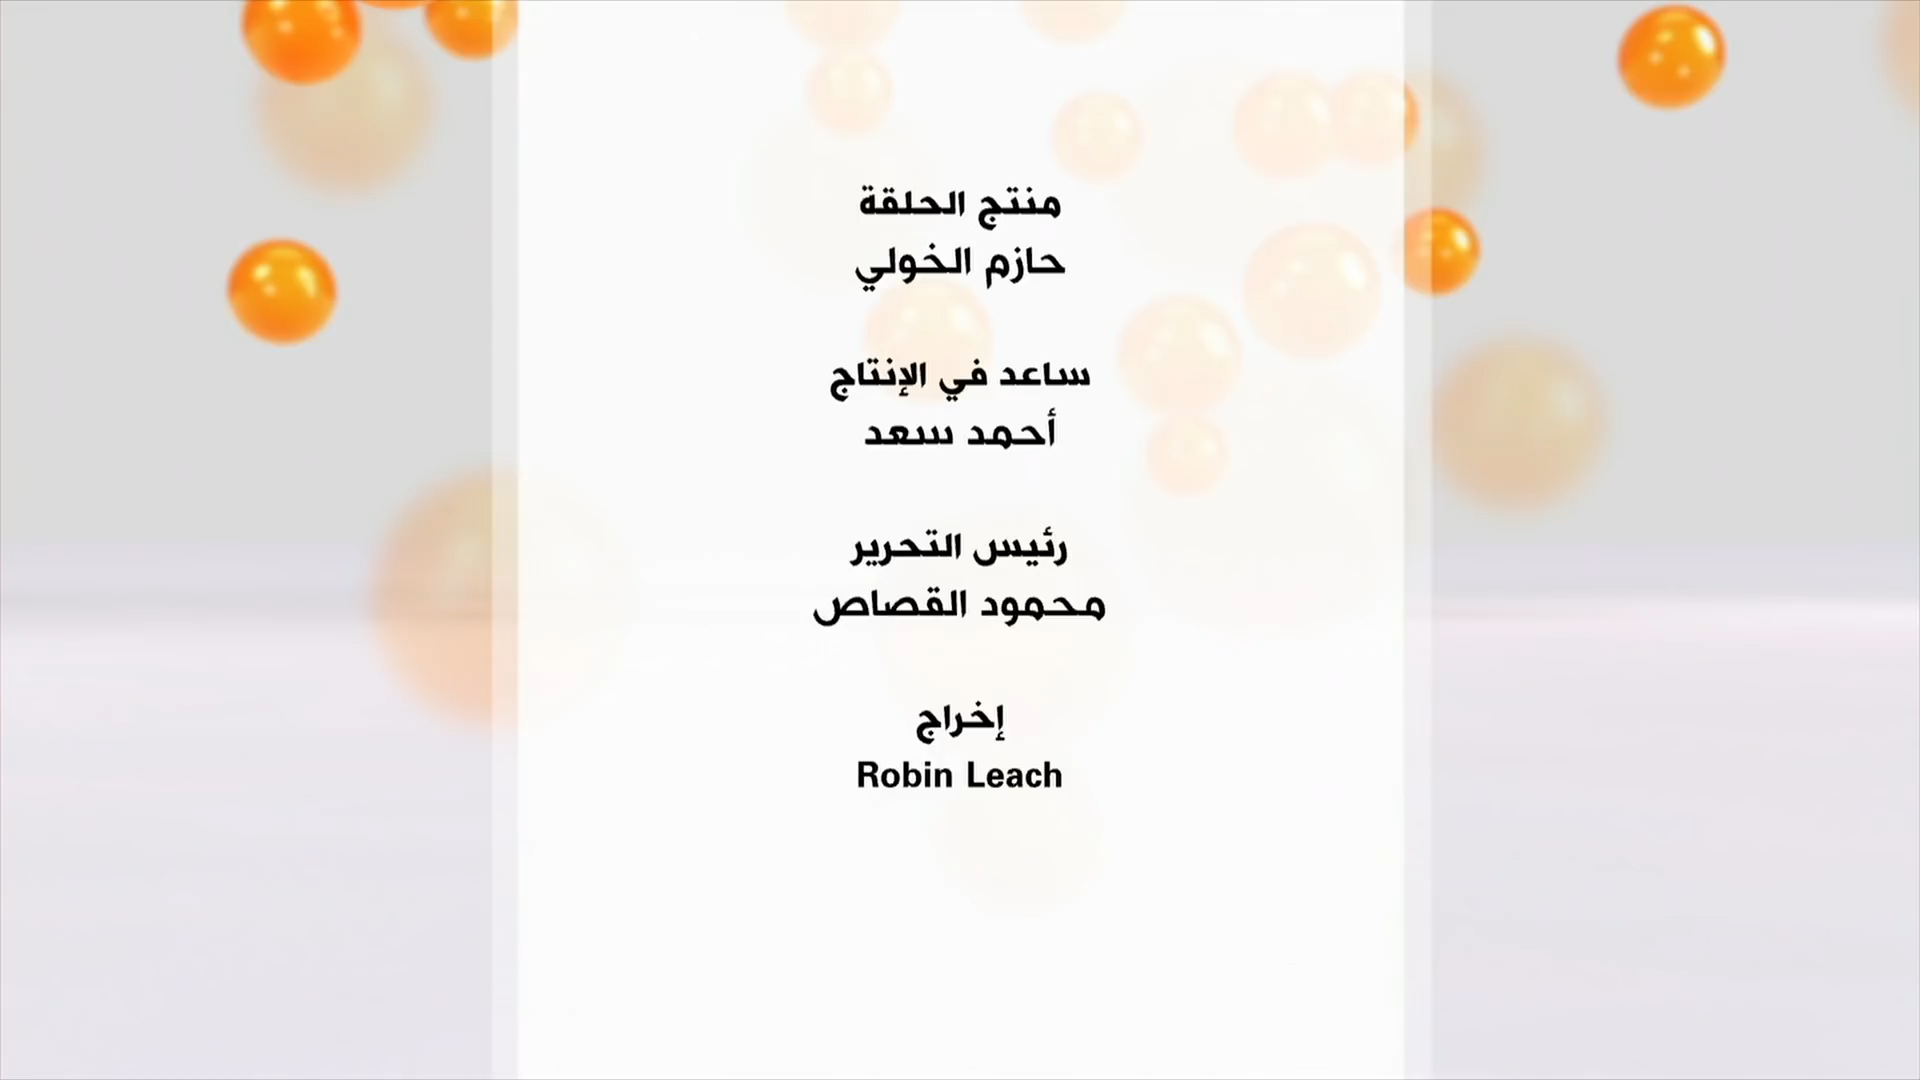 منتج الحلقة
حازم الخولي
ساعد في الإنتاج
أحمد سعد
رئيس التحرير
محمود القصاص
إخراج
Robin Leach